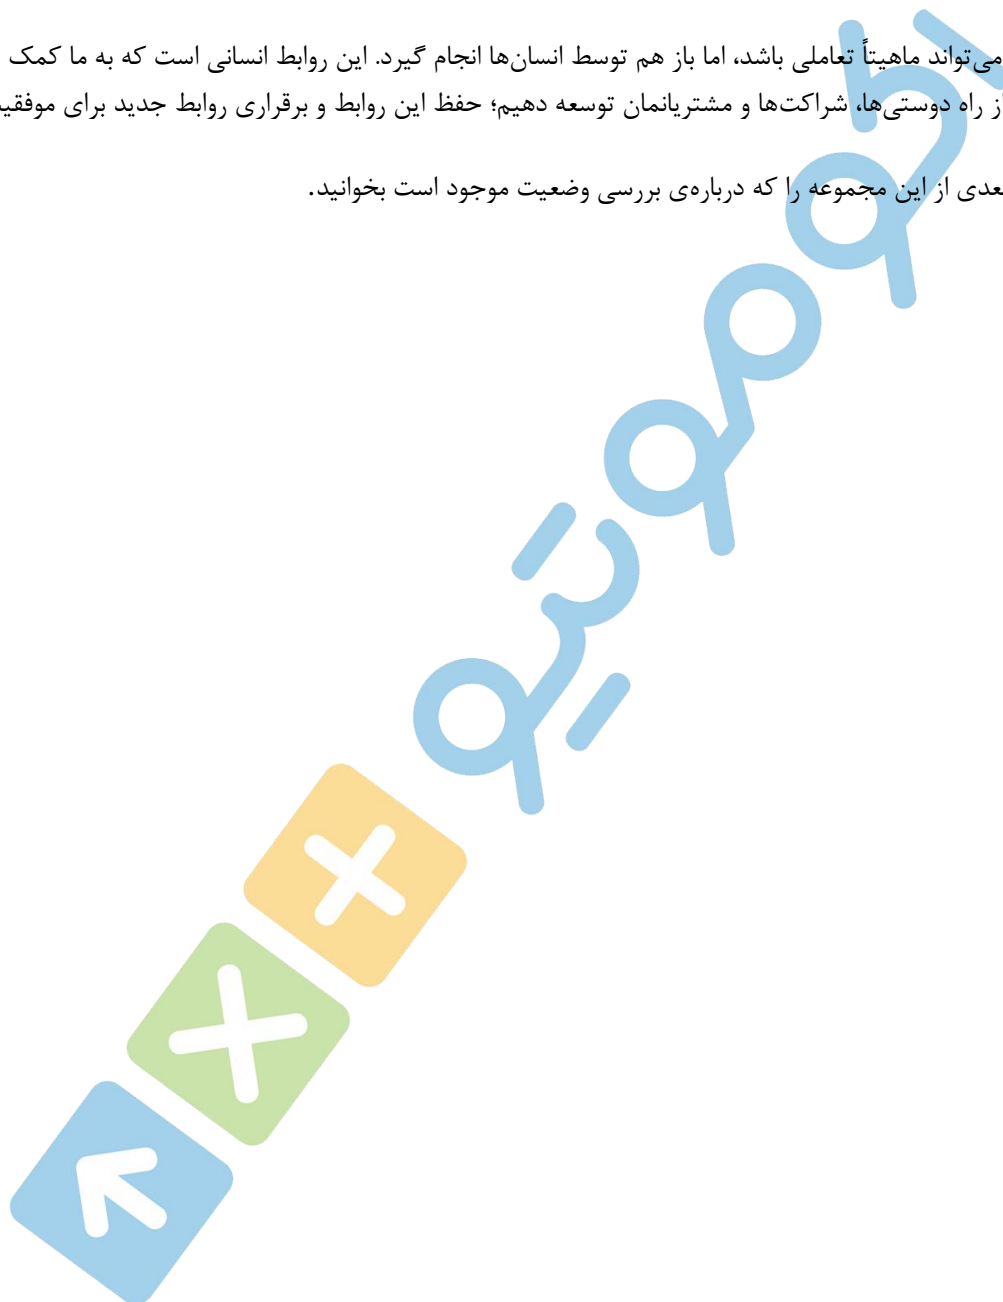 می‌تواند ماهیتاً تعاملی باشد، اما باز هم توسط انسان‌ها انجام گیرد. این روابط انسانی است که به ما کمک
از راه دوستی‌ها، شراکت‌ها و مشتریانمان توسعه دهیم؛ حفظ این روابط و برقراری روابط جدید برای
از این مجموعه را که درباره‌ی بررسی وضعیت موجود است بخوانید.